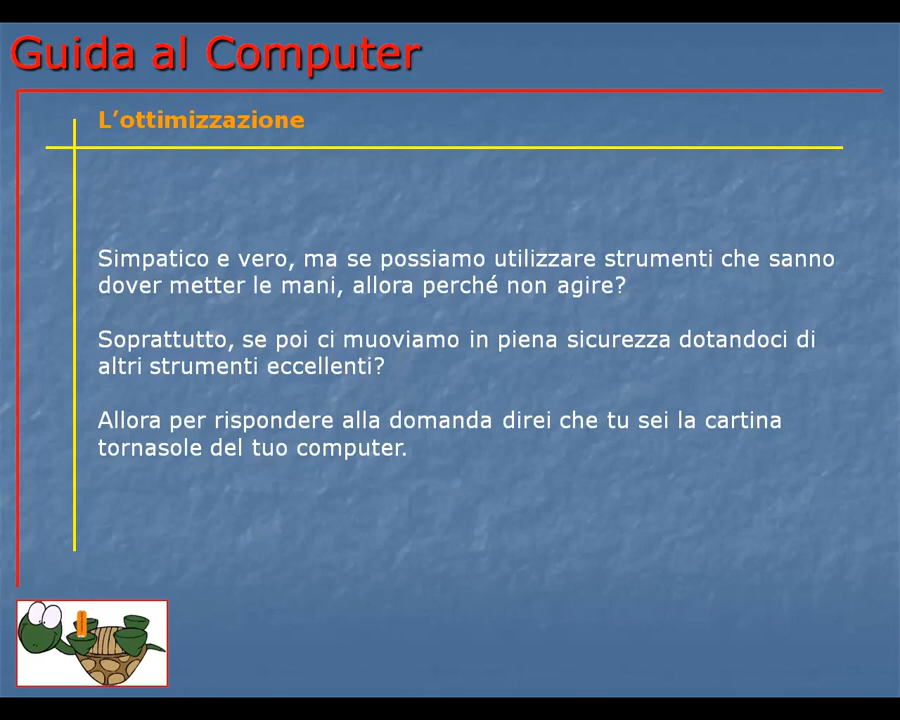 Guida al Computer
L’ottimizzazione
Simpatico e vero, ma se possiamo utilizzare strumenti che sanno
dover metter le mani, allora perché non agire?
Soprattutto, se poi ci muoviamo in piena sicurezza dotandoci di
altri strumenti eccellenti?
Allora per rispondere alla domanda direi che tu sei la cartina
tornasole del tuo computer.